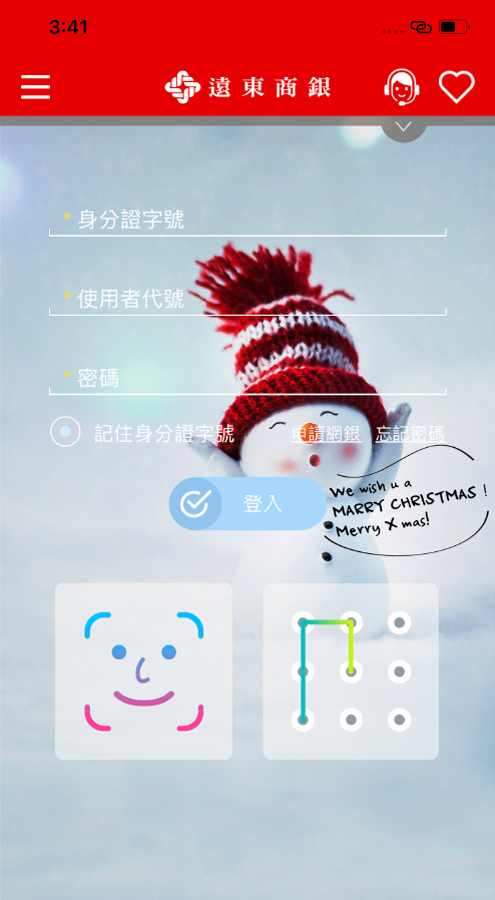 3:41
遠東商銀
* 身分證字號
* 使用者代號
* 密碼
記住身分證字號 申請網銀 忘記密碼
We wish u a
MARRY CHRISTMAS !
Merry X mas!
登入